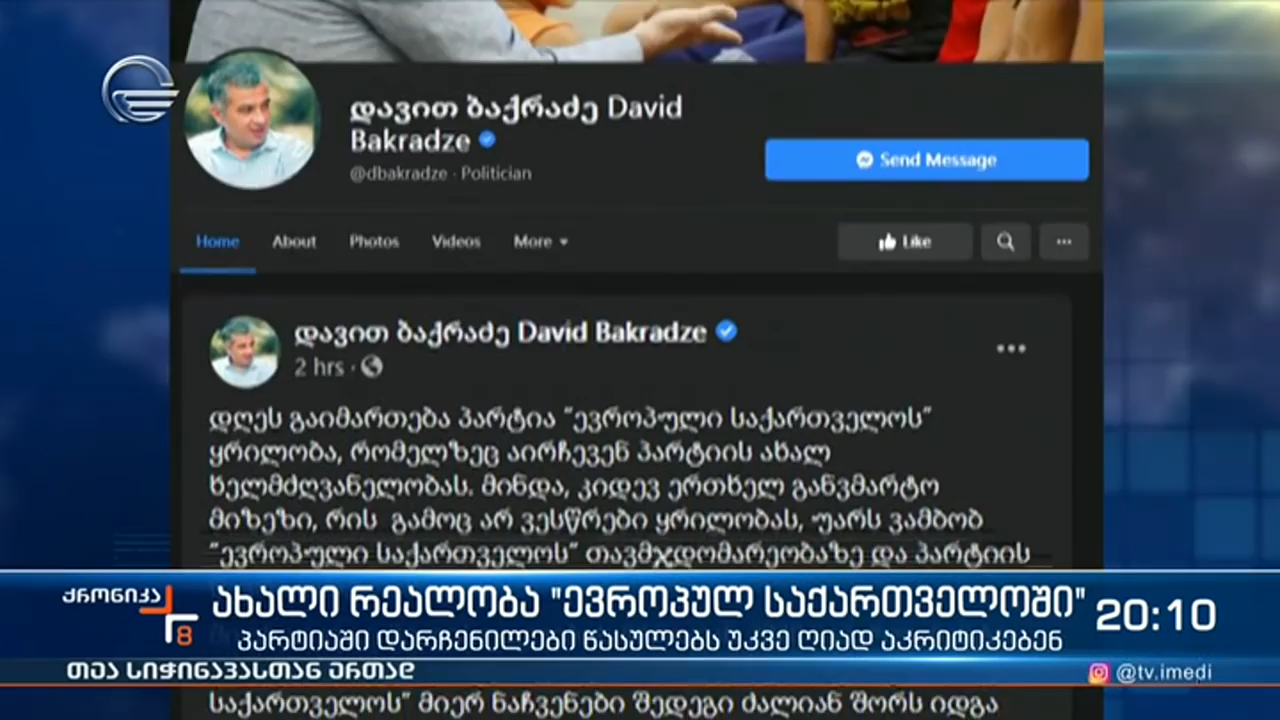 დავით ბაქრაძე David
Bakradze
@dbakradze · Politician
Send Message
Home About Photos Videos More
Like
დავით ბაქრაძე David Bakradze
2 hrs ·
დღეს გაიმართება პარტია “ევროპული საქართველოს”
ყრილობა, რომელზეც აირჩევენ პარტიის ახალ
ხელმძღვანელობას. მინდა, კიდევ ერთხელ განვმარტო
მიზეზი, რის გამოც არ ვესწრები ყრილობას, უარს ვამბობ
“ევროპული საქართველოს” თავმჯდომარეობაზე და პარტიის
ქრონიკა
8
ახალი რეალობა "ევროპულ საქართველოში"
20:10
პარტიაში დარჩენილები წასულებს უკვე ღიად აკრიტიკებენ
თეა სიჭინავასთან ერთად
@tv.imedi
საქართველოს” მიერ ნაჩვენები შედეგი ძალიან შორს იდგა